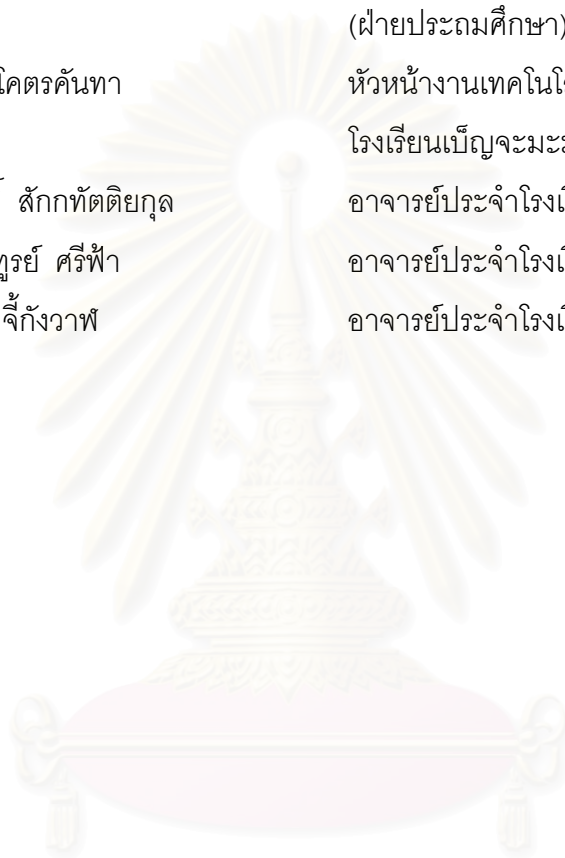 (ฝ่ายประถมศึกษา)
โคตรคันทา หัวหน้างานเทคโนโ
โรงเรียนเบ็ญจะมะ
สักกทัตติยกุล อาจารย์ประจำโรงเ
ศรีฟ้า อาจารย์ประจำโรงเ
จี้กังวาฬ อาจารย์ประจำโรงเ